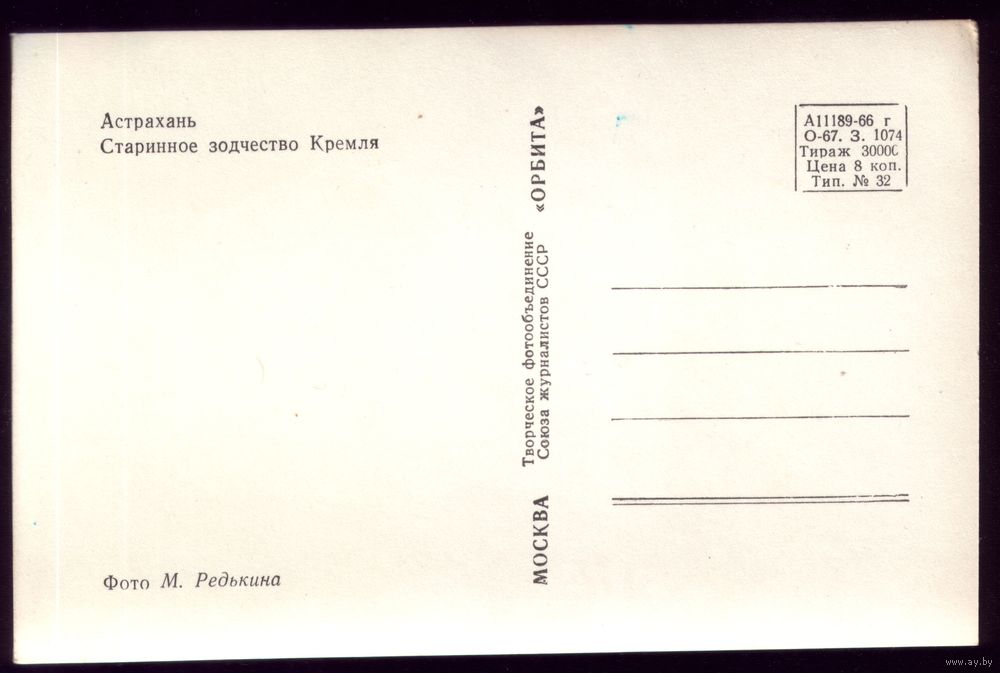 Астрахань
Старинное зодчество Кремля
Фото М. Редькина
МОСКВА
Творческое фотообъединение
Союза журналистов СССР
«ОРБИТА»
А11189-66 г
О-67. З. 1074
Тираж 30000
Цена 8 коп.
Тип. № 32
www.ay.by